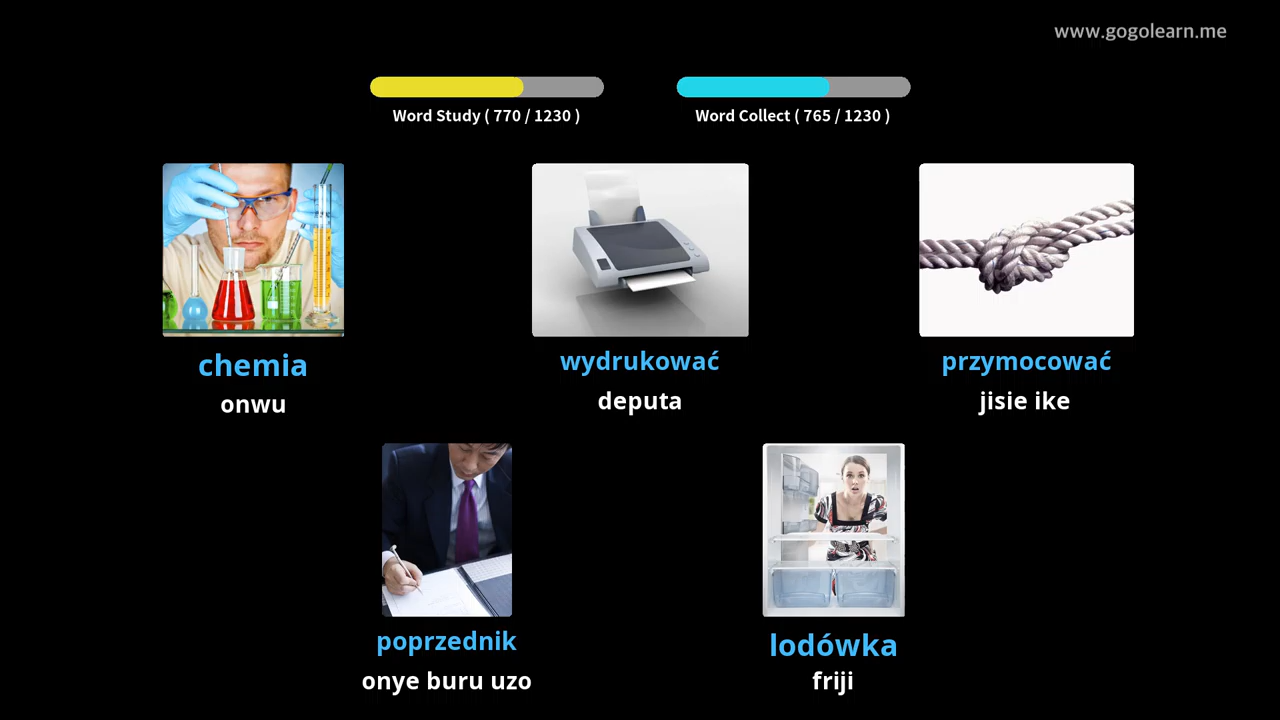 www.gogolearn.me
Word Study ( 770 / 1230 )
Word Collect ( 765 / 1230 )
chemia
onwu
wydrukować
deputa
przymocować
jisie ike
poprzednik
onye buru uzo
lodówka
friji